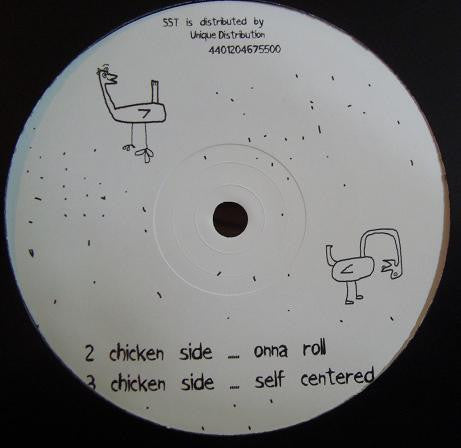 SST is distributed by
Unique Distribution
4401204675500
2 chicken side .... onna roll
3 chicken side .... self centered